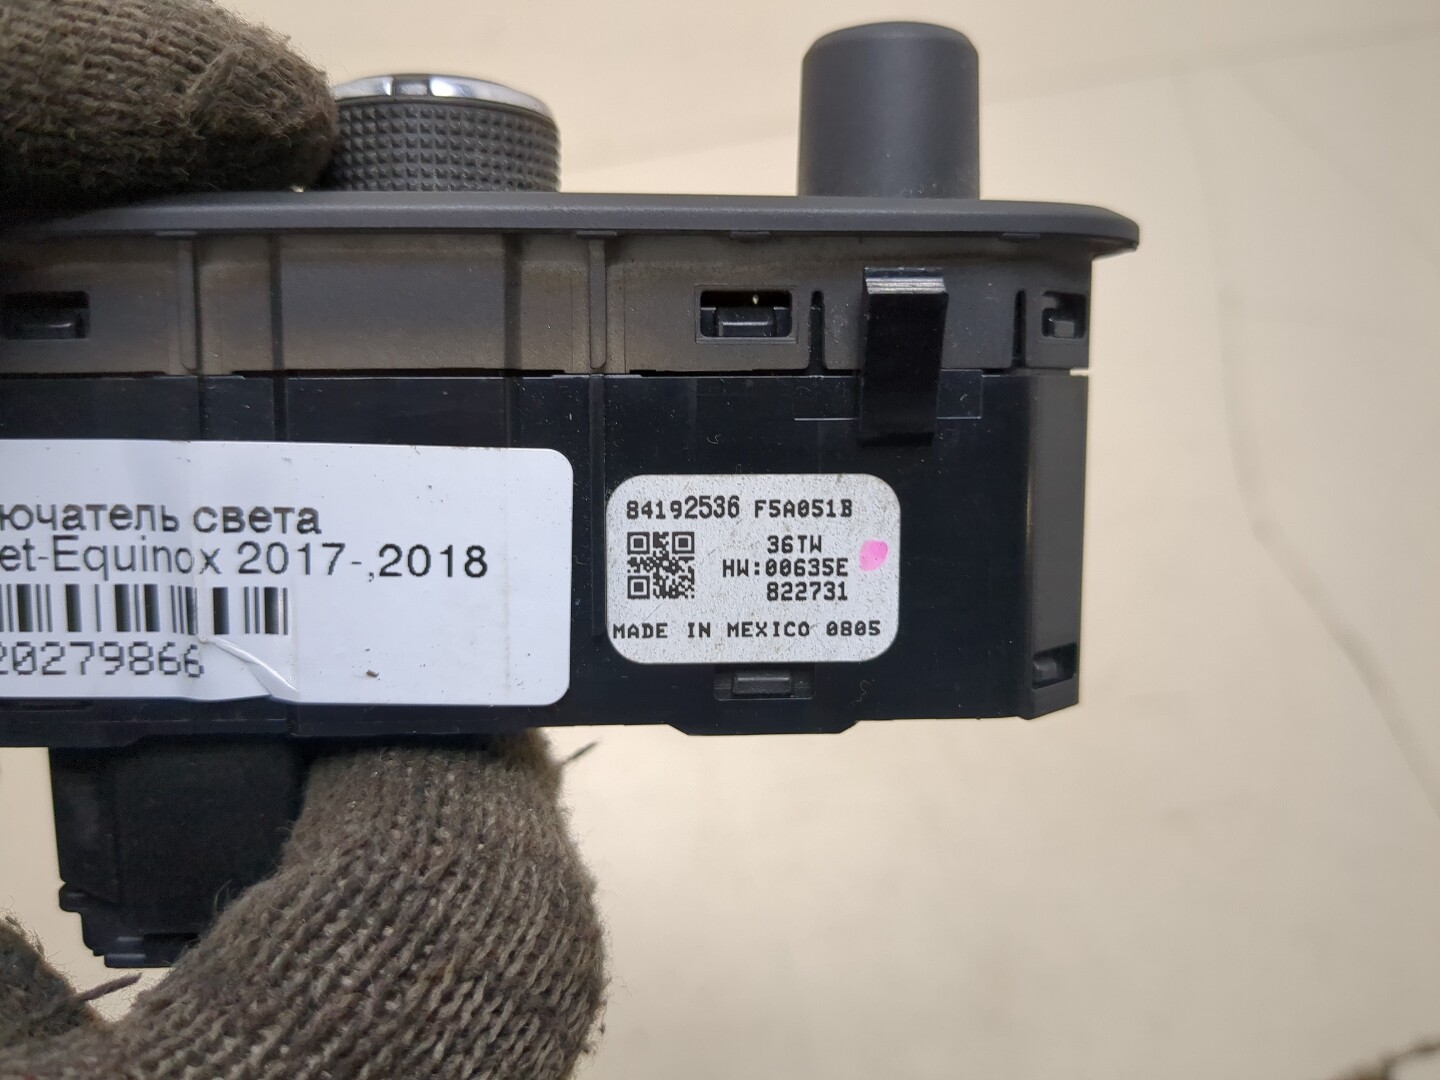 ючатель света
et-Equinox 2017-,2018
20279866
84192536 F5A051B
36TW
HW:00635E
822731
MADE IN MEXICO 0805